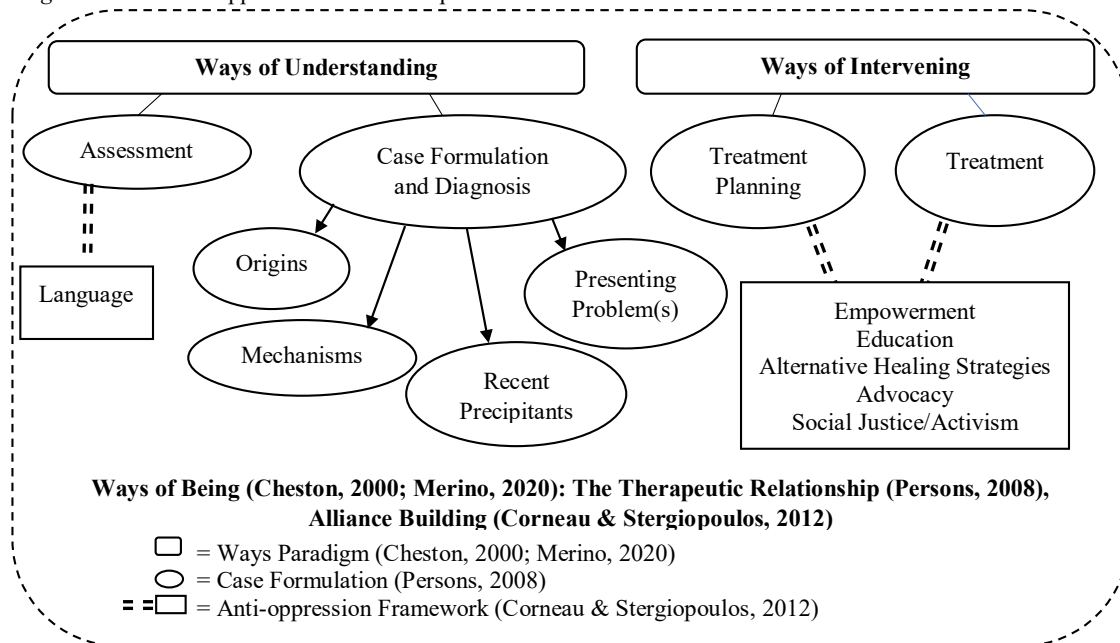 Ways of Understanding
Ways of Intervening
Assessment
Case Formulation
and Diagnosis
Treatment
Planning
Treatment
Language
Origins
Mechanisms
Recent
Precipitants
Presenting
Problem(s)
Empowerment
Education
Alternative Healing Strategies
Advocacy
Social Justice/Activism
Ways of Being (Cheston, 2000; Merino, 2020): The Therapeutic Relationship (Persons, 2008),
Alliance Building (Corneau & Stergiopoulos, 2012)
= Ways Paradigm (Cheston, 2000; Merino, 2020)
= Case Formulation (Persons, 2008)
= Anti-oppression Framework (Corneau & Stergiopoulos, 2012)